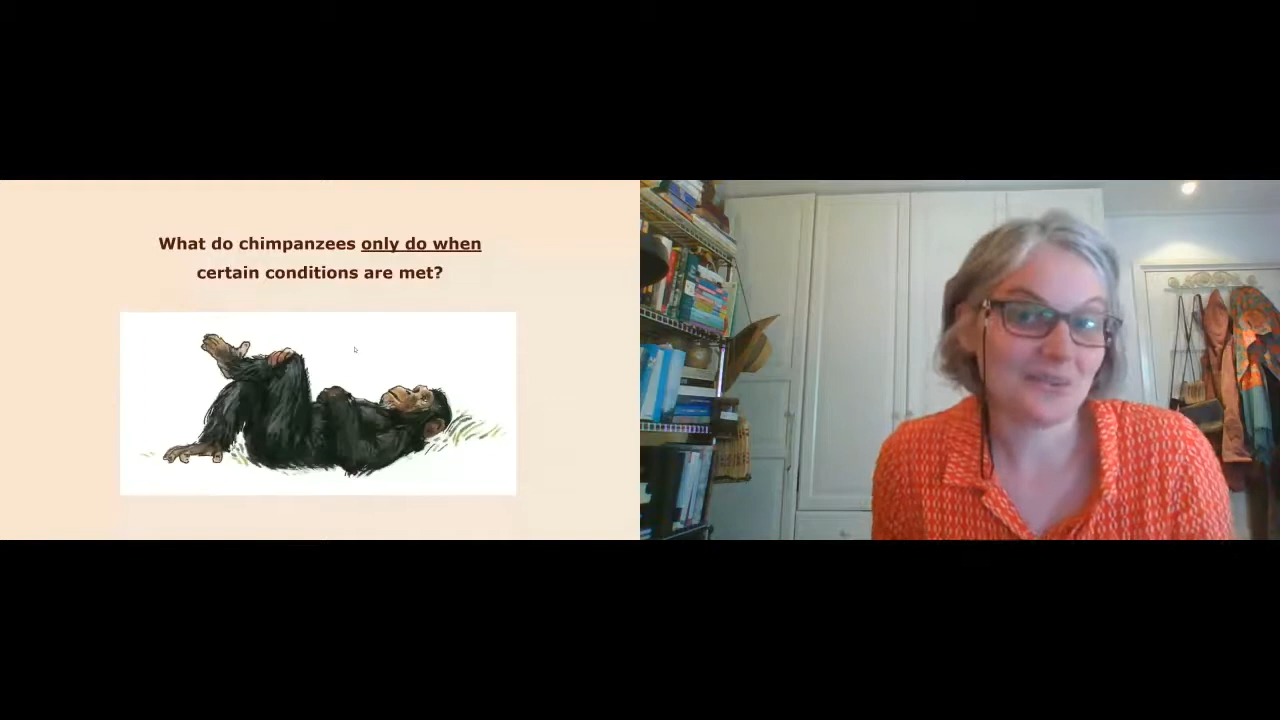 What do chimpanzees only do when
certain conditions are met?